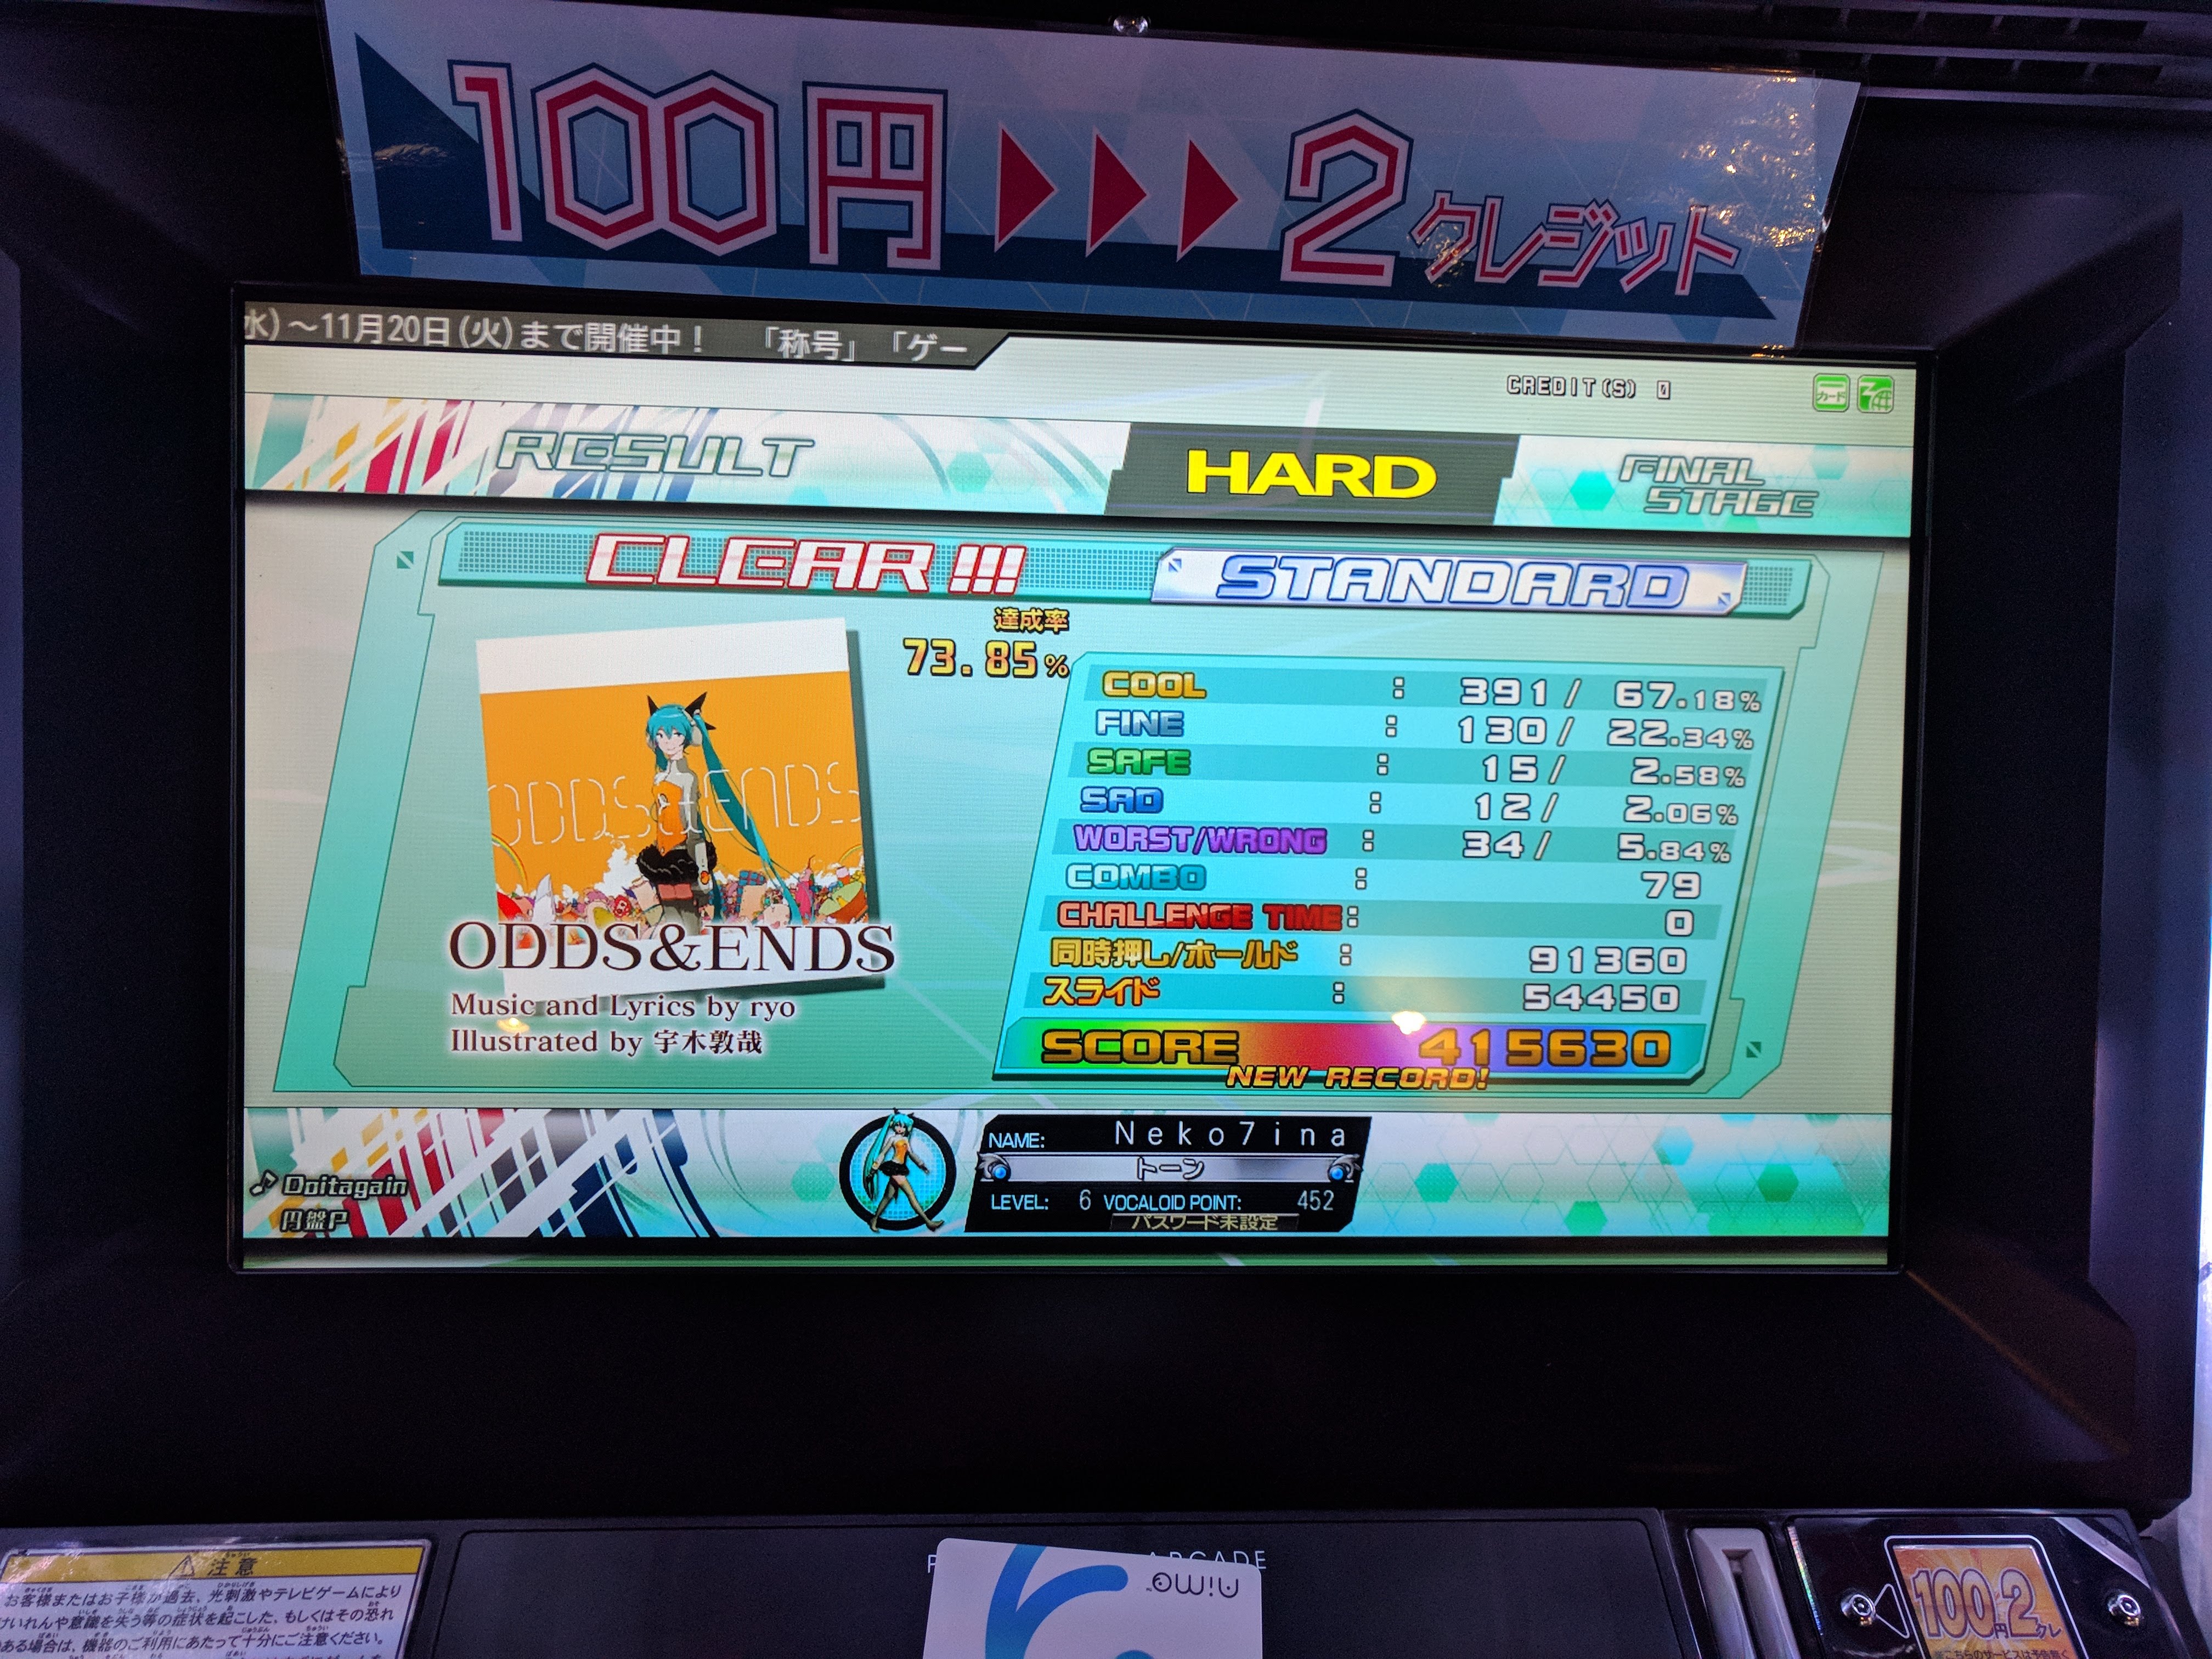 100円▶▶▶2クレジット
水)～11月20日(火)まで開催中！ 「称号」「ゲー
CREDIT(S) 0
カード
RESULT
HARD
FINAL STAGE
CLEAR!!!
STANDARD
達成率
73.85%
COOL : 391/ 67.18%
FINE : 130/ 22.34%
SAFE : 15/ 2.58%
SAD : 12/ 2.06%
WORST/WRONG : 34/ 5.84%
COMBO : 79
CHALLENGE TIME : 0
同時押し/ホールド : 91360
スライド : 54450
SCORE 415630
NEW RECORD!
ODDS&ENDS
ODDS&ENDS
Music and Lyrics by ryo
Illustrated by 宇木敦哉
NAME: Neko7ina
トーン
LEVEL: 6 VOCALOID POINT: 452
パスワード未設定
♪Doitagain
円盤P
ARCADE
aime
注意
お客様またはお子様が過去、光刺激やテレビゲームにより
けいれんや意識を失う等の症状を起こした、もしくはその恐れ
ある場合は、機器のご利用にあたって十分にご注意ください。
100円2クレ